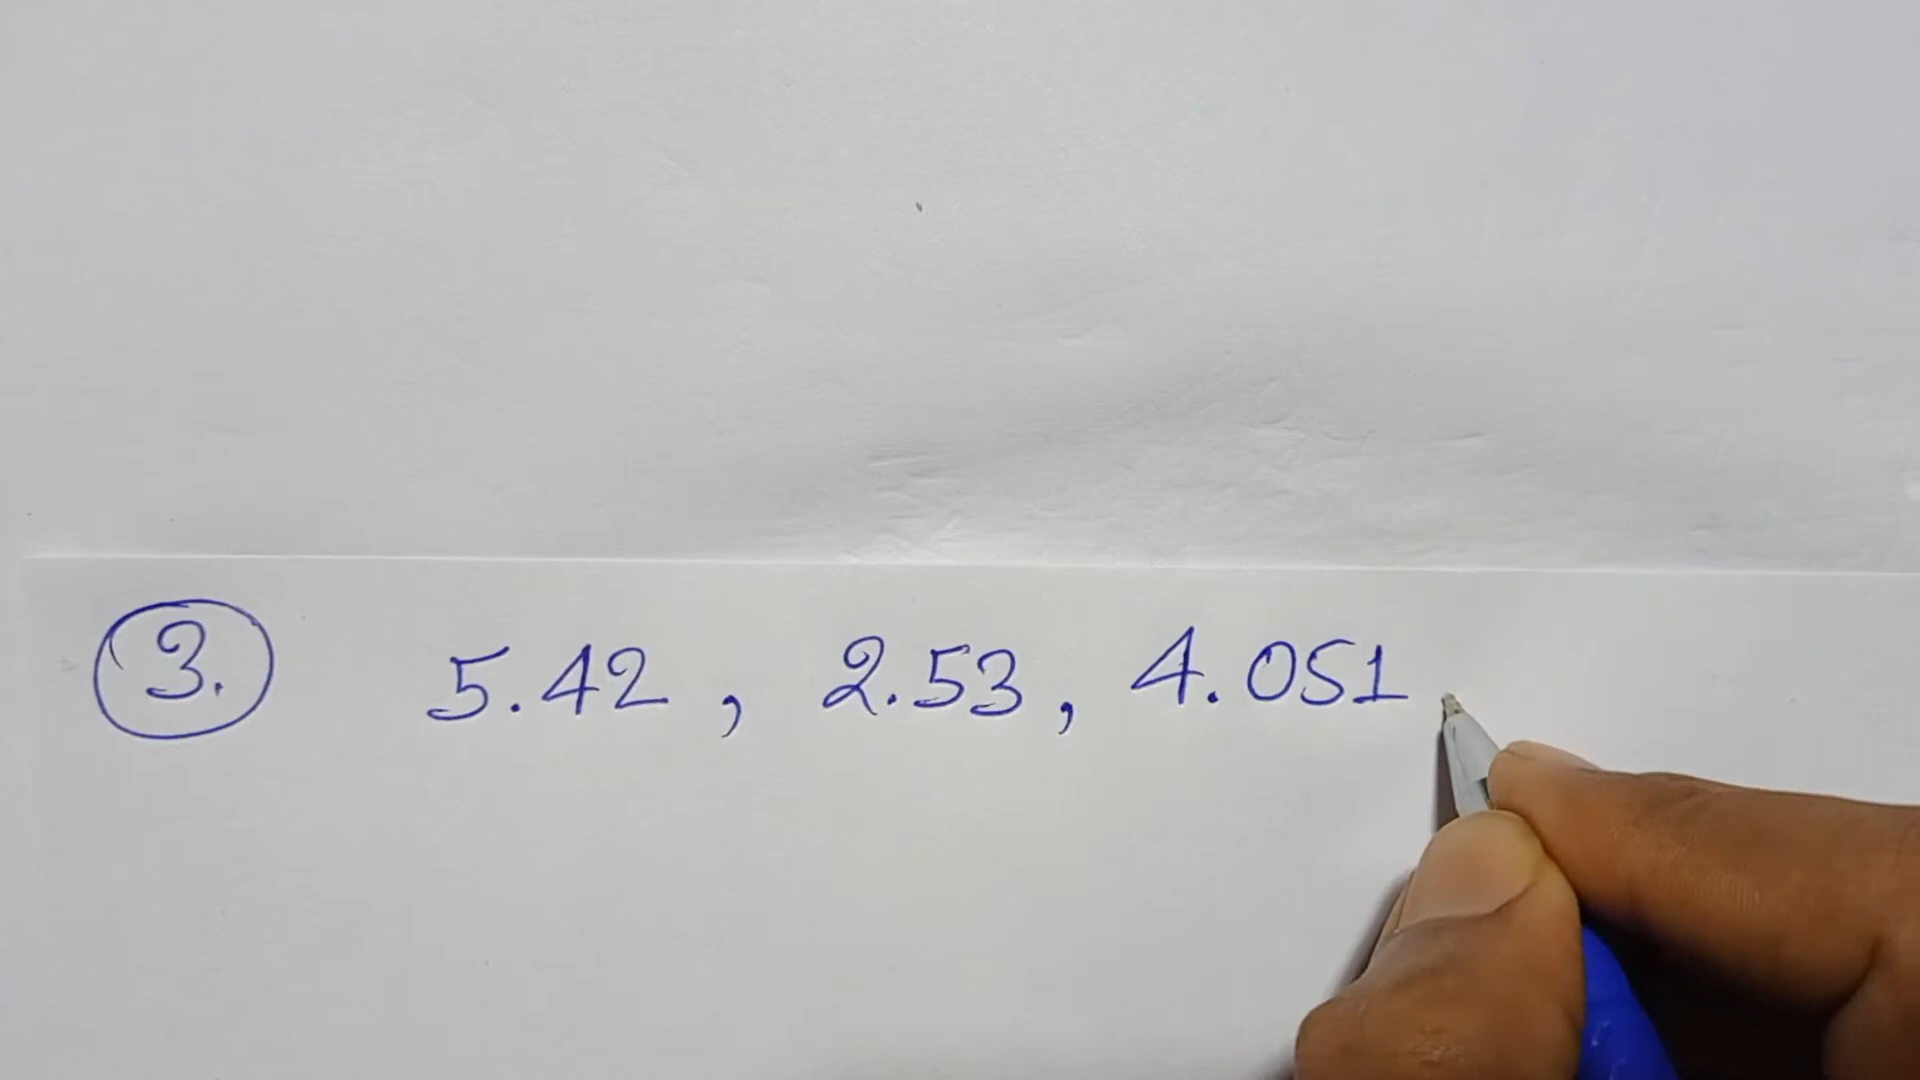 3. 5.42 , 2.53 , 4.051